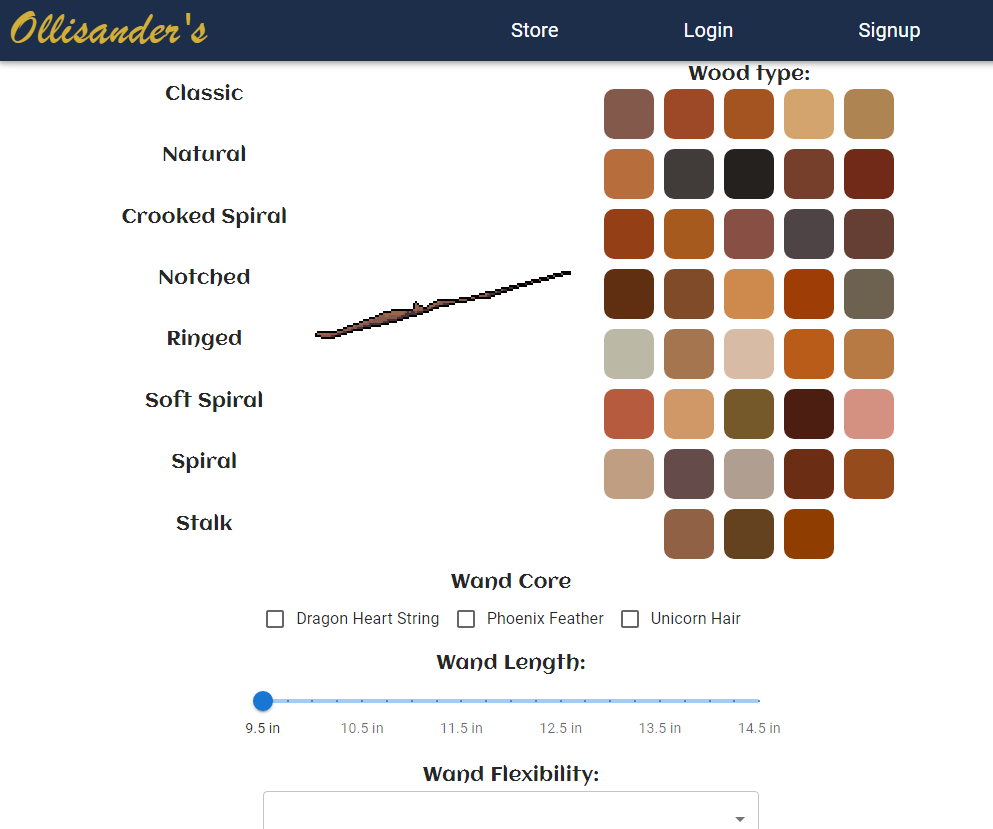 Ollisander's
Store
Login
Signup
Classic
Natural
Crooked Spiral
Notched
Ringed
Soft Spiral
Spiral
Stalk
Wood type:
Wand Core
Dragon Heart String
Phoenix Feather
Unicorn Hair
Wand Length:
9.5 in
10.5 in
11.5 in
12.5 in
13.5 in
14.5 in
Wand Flexibility: